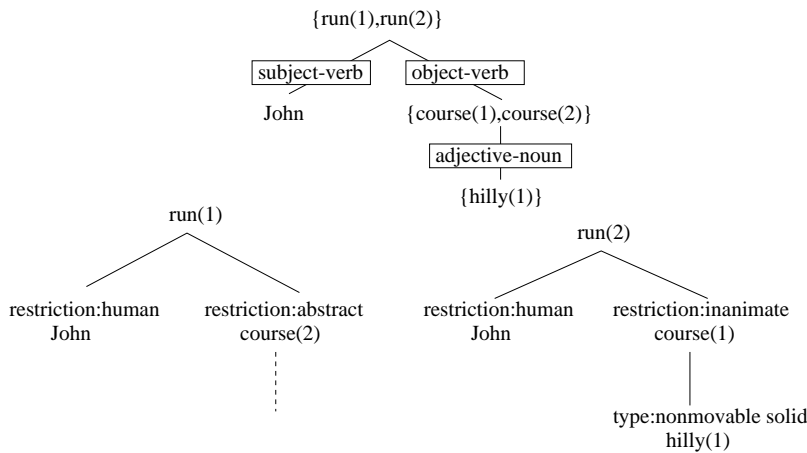 {run(1),run(2)}
subject-verb object-verb
John {course(1),course(2)}
adjective-noun
{hilly(1)}
run(1)
restriction:human restriction:abstract
John course(2)
run(2)
restriction:human restriction:inanimate
John course(1)
type:nonmovable solid
hilly(1)